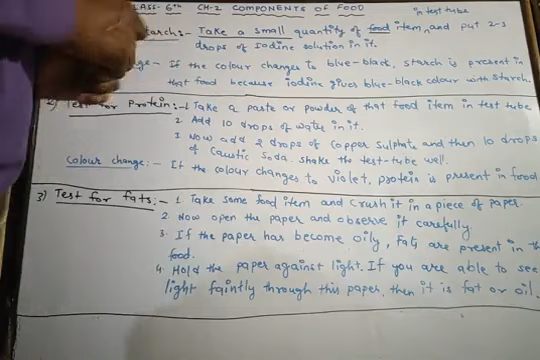 CLASS- 6th CH-2 COMPONENTS OF FOOD
in test tube
starch:- Take a small quantity of food item, and put 2-3
drops of Iodine solution in it.
- If the colour changes to blue-black, starch is present in
that food because iodine gives blue-black colour with starch.
2) Test for Protein:- 1 Take a paste or powder of that food item in test tube
2. Add 10 drops of water in it.
3 Now add 2 drops of copper sulphate and then 10 drops
of Caustic Soda. shake the test-tube well.
Colour change:- If the colour changes to violet, protein is present in food
3) Test for fats:- 1 Take some food item and crush it in a piece of paper.
2. Now open the paper and observe it carefully.
3. If the paper has become oily, Fats are present in th
food.
4. Hold the paper against light. If you are able to see
light faintly through this paper, then it is fat or oil.